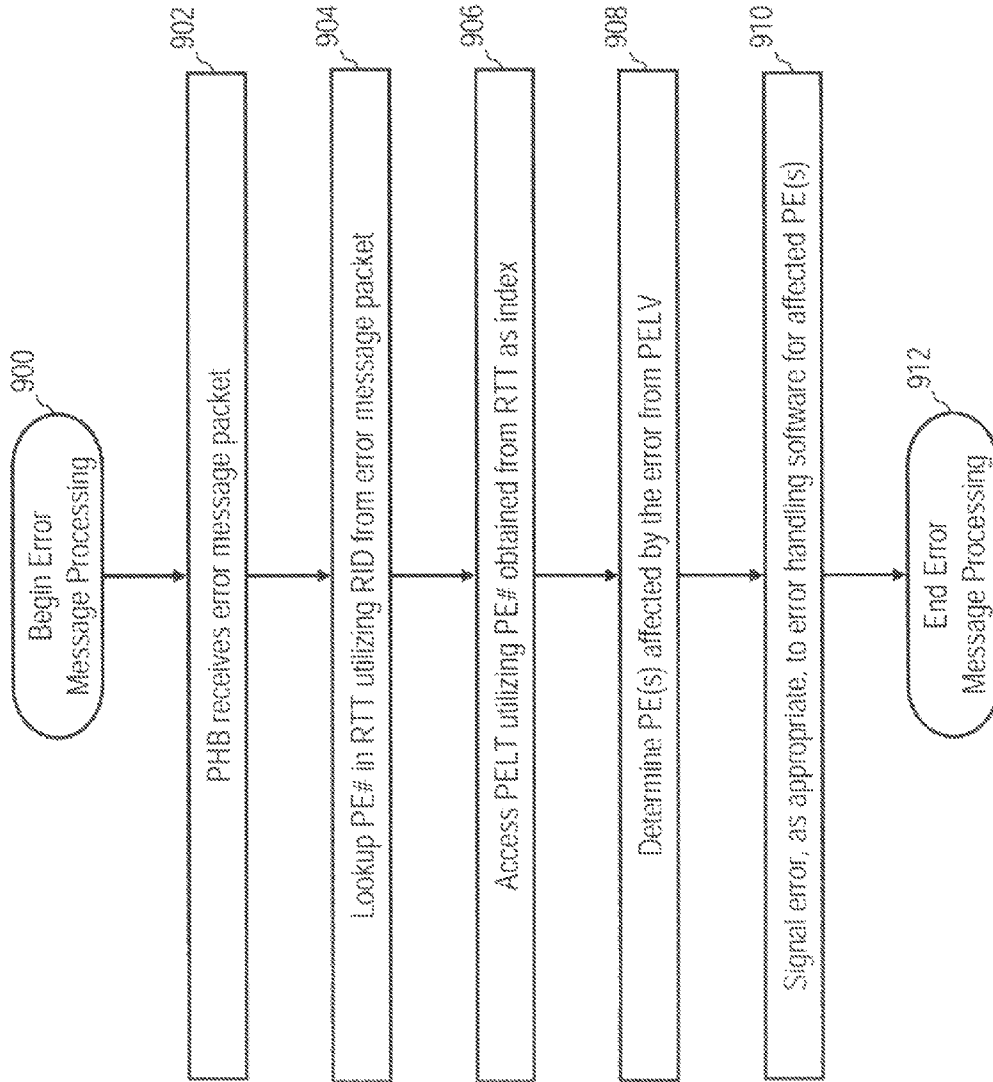 900
Begin Error
Message Processing
902
PHB receives error message packet
904
Lookup PE# in RTT utilizing RID from error message packet
906
Access PELT utilizing PE# obtained from RTT as index
908
Determine PE(s) affected by the error from PELV
910
Signal error, as appropriate, to error handling software for affected PE(s)
912
End Error
Message Processing